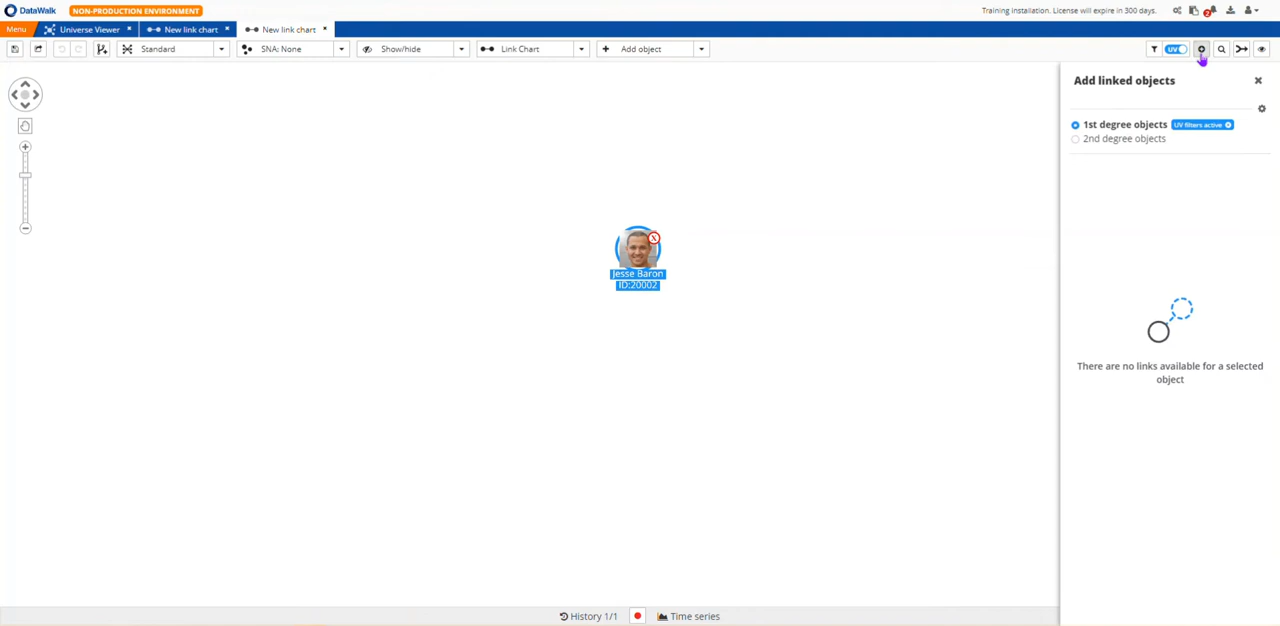 DataWalk NON-PRODUCTION ENVIRONMENT Training installation. License will expire in 300 days. 2
Menu Universe Viewer × New link chart × New link chart ×
Standard SNA: None Show/hide Link Chart + Add object UV
Add linked objects
1st degree objects UV filters active
2nd degree objects
X
Jesse Baron
ID:20002
There are no links available for a selected
object
History 1/1 Time series